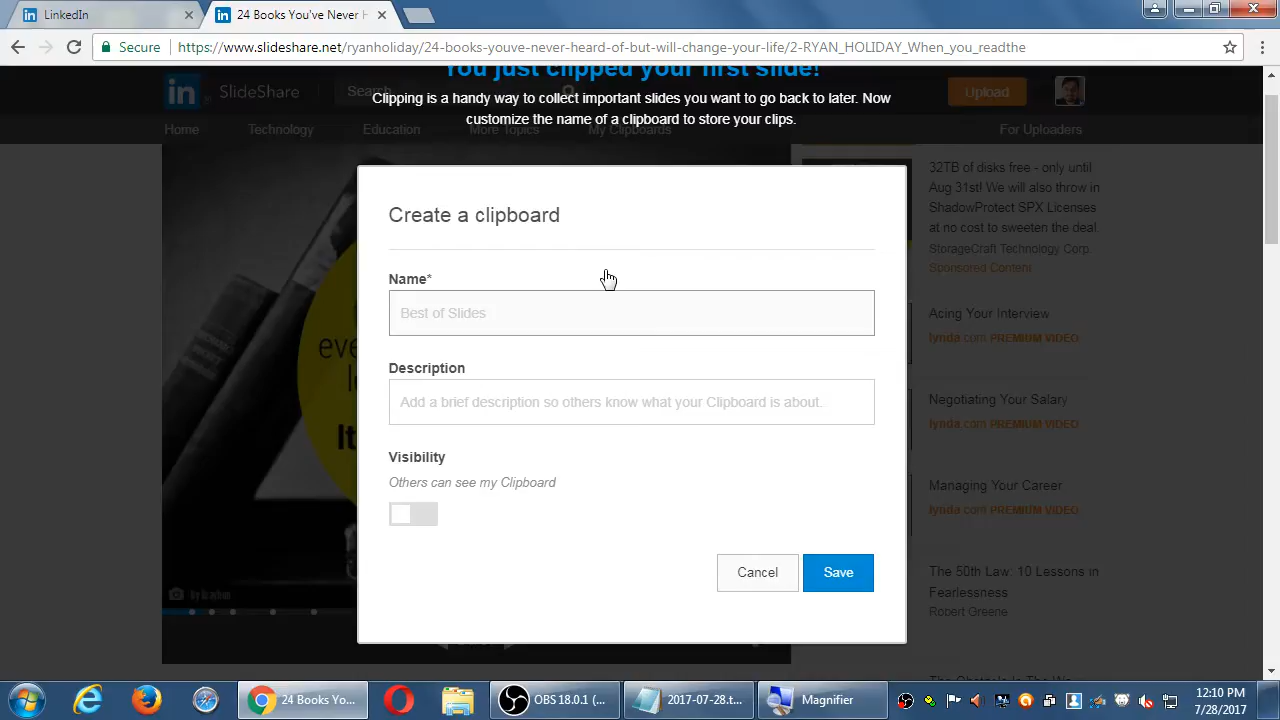 LinkedIn
24 Books You've Never H
Secure
https://www.slideshare.net/ryanholiday/24-books-youve-never-heard-of-but-will-change-your-life/2-RYAN_HOLIDAY_When_you_readthe
You just clipped your first slide!
Clipping is a handy way to collect important slides you want to go back to later. Now
customize the name of a clipboard to store your clips.
in SlideShare
Search
Upload
Home
Technology
Education
More Topics
My Clipboards
For Uploaders
Create a clipboard
Name*
Best of Slides
Description
Add a brief description so others know what your Clipboard is about..
Visibility
Others can see my Clipboard
Cancel
Save
32TB of disks free - only until
Aug 31st! We will also throw in
ShadowProtect SPX Licenses
at no cost to sweeten the deal.
StorageCraft Technology Corp.
Sponsored Content
Acing Your Interview
lynda.com PREMIUM VIDEO
Negotiating Your Salary
lynda.com PREMIUM VIDEO
Managing Your Career
lynda.com PREMIUM VIDEO
The 50th Law: 10 Lessons in
Fearlessness
Robert Greene
24 Books Yo...
OBS 18.0.1 (...
2017-07-28.t...
Magnifier
12:10 PM
7/28/2017